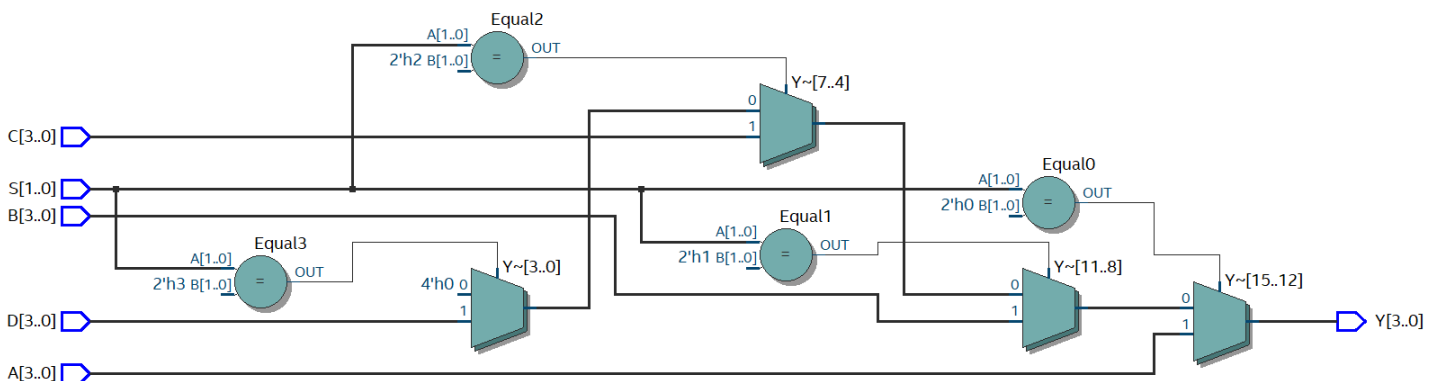 Equal2
A[1..0]
2'h2 B[1..0]
OUT
=
Y~[7..4]
0
1
C[3..0]
Equal0
A[1..0]
2'h0 B[1..0]
OUT
=
S[1..0]
B[3..0]
Equal1
A[1..0]
2'h1 B[1..0]
OUT
=
Equal3
A[1..0]
2'h3 B[1..0]
OUT
=
Y~[3..0]
4'h0 0
1
Y~[11..8]
0
1
Y~[15..12]
0
1
D[3..0]
Y[3..0]
A[3..0]